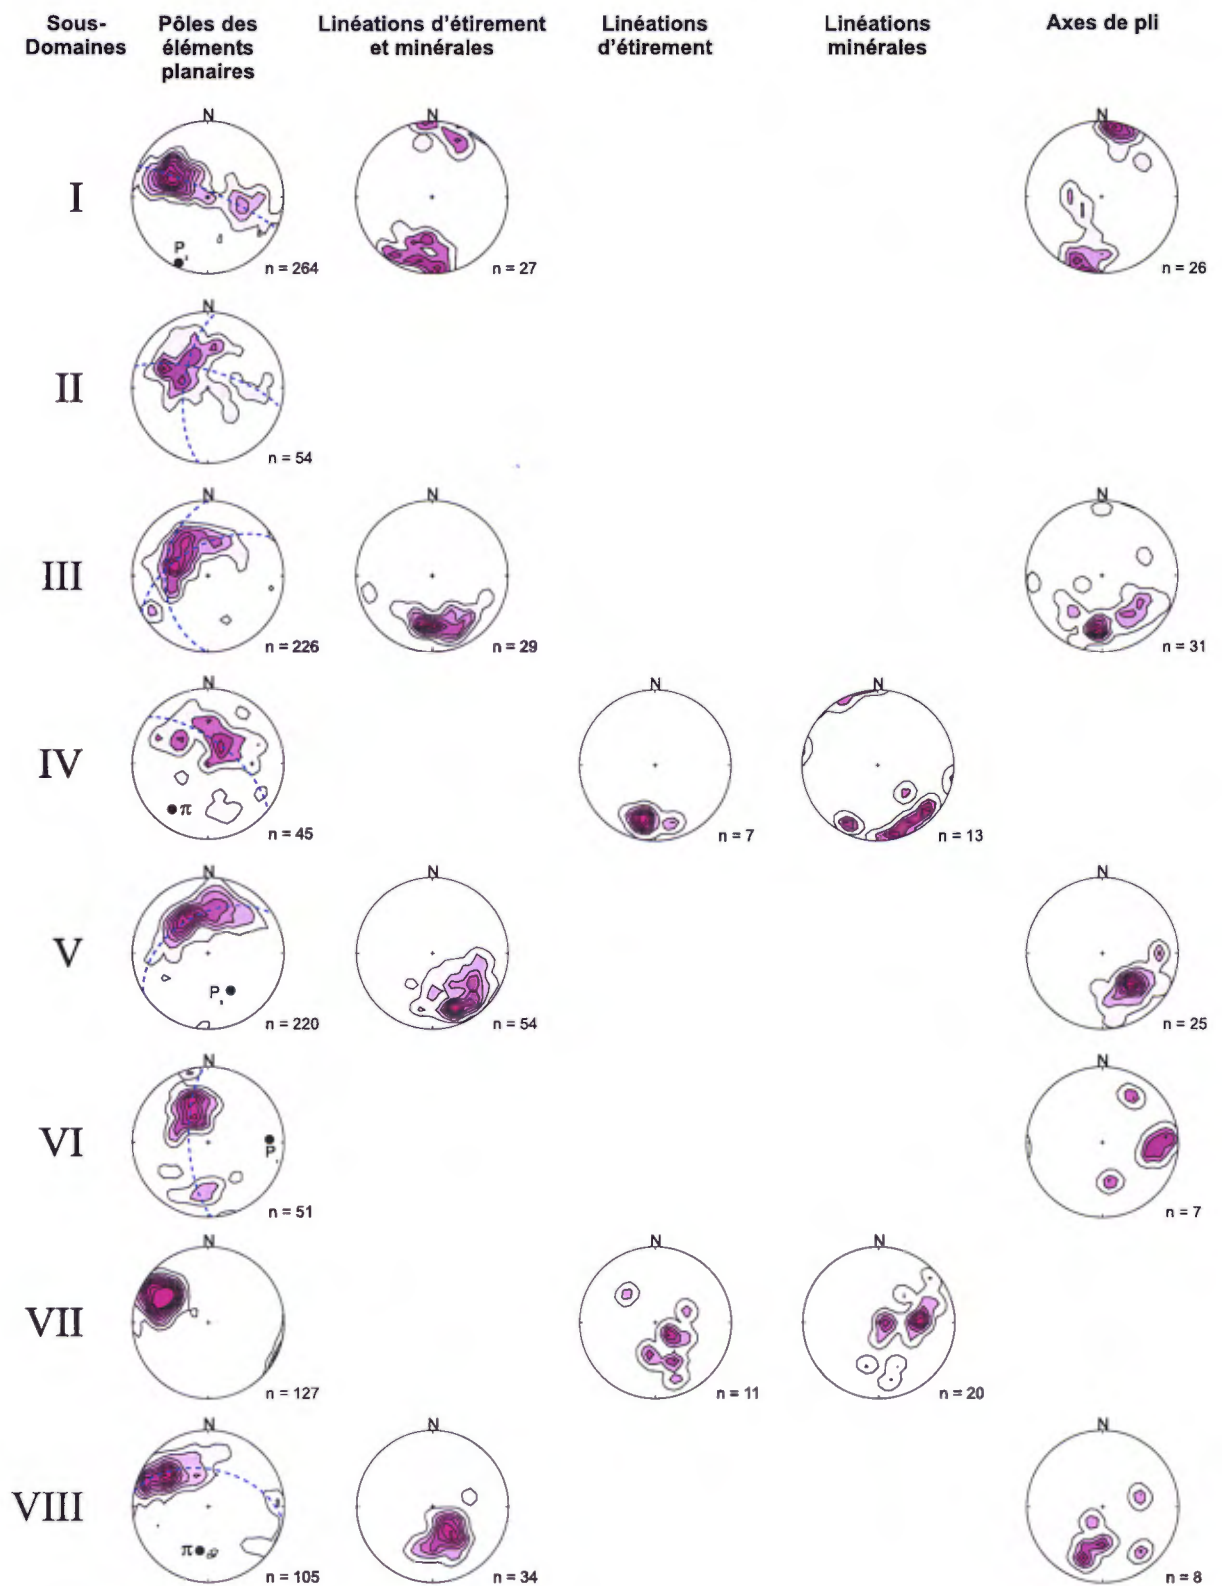 Sous-
Domaines
Pôles des
éléments
planaires
Linéations d'étirement
et minérales
Linéations
d'étirement
Linéations
minérales
Axes de pli
I
N
P
n = 264
N
n = 27
N
n = 26
II
N
n = 54
III
N
n = 226
N
n = 29
N
n = 31
IV
N
π
n = 45
N
n = 7
N
n = 13
V
N
P
n = 220
N
n = 54
N
n = 25
VI
N
P
n = 51
N
n = 7
VII
N
n = 127
N
n = 11
N
n = 20
VIII
N
π
n = 105
N
n = 34
N
n = 8